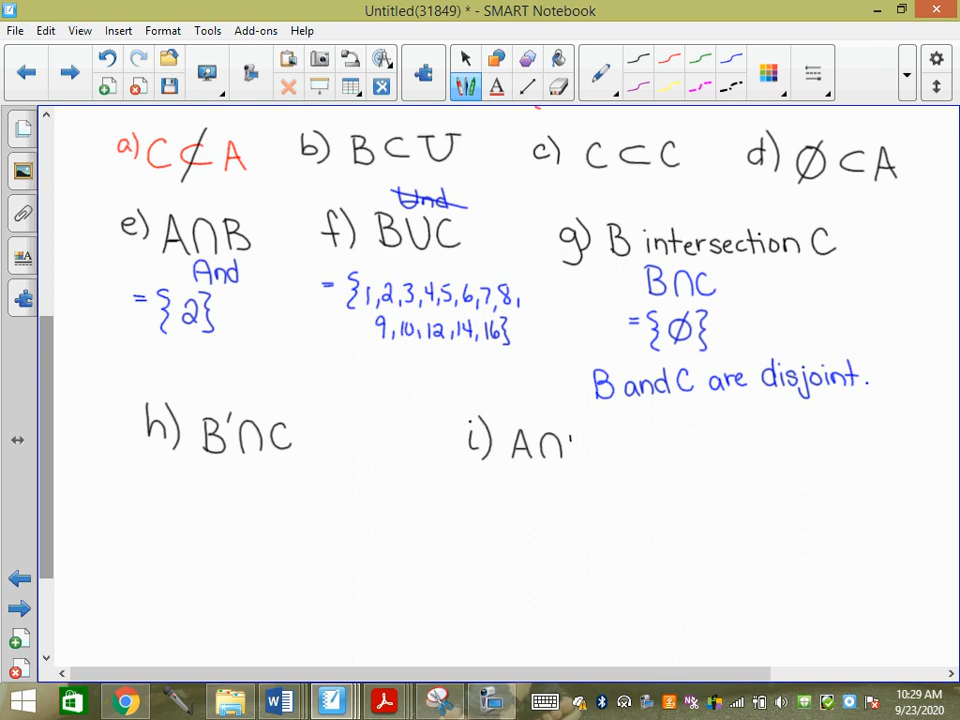 Untitled(31849) * - SMART Notebook
File Edit View Insert Format Tools Add-ons Help
a) C ⊄ A b) B ⊂ U c) C ⊂ C d) ∅ ⊂ A
Und
e) A∩B f) B∪C g) B intersection C
And B∩C
= {2} = {1,2,3,4,5,6,7,8, = {∅}
9,10,12,14,16}
B and C are disjoint.
h) B'∩C i) A∩'
10:29 AM
9/23/2020